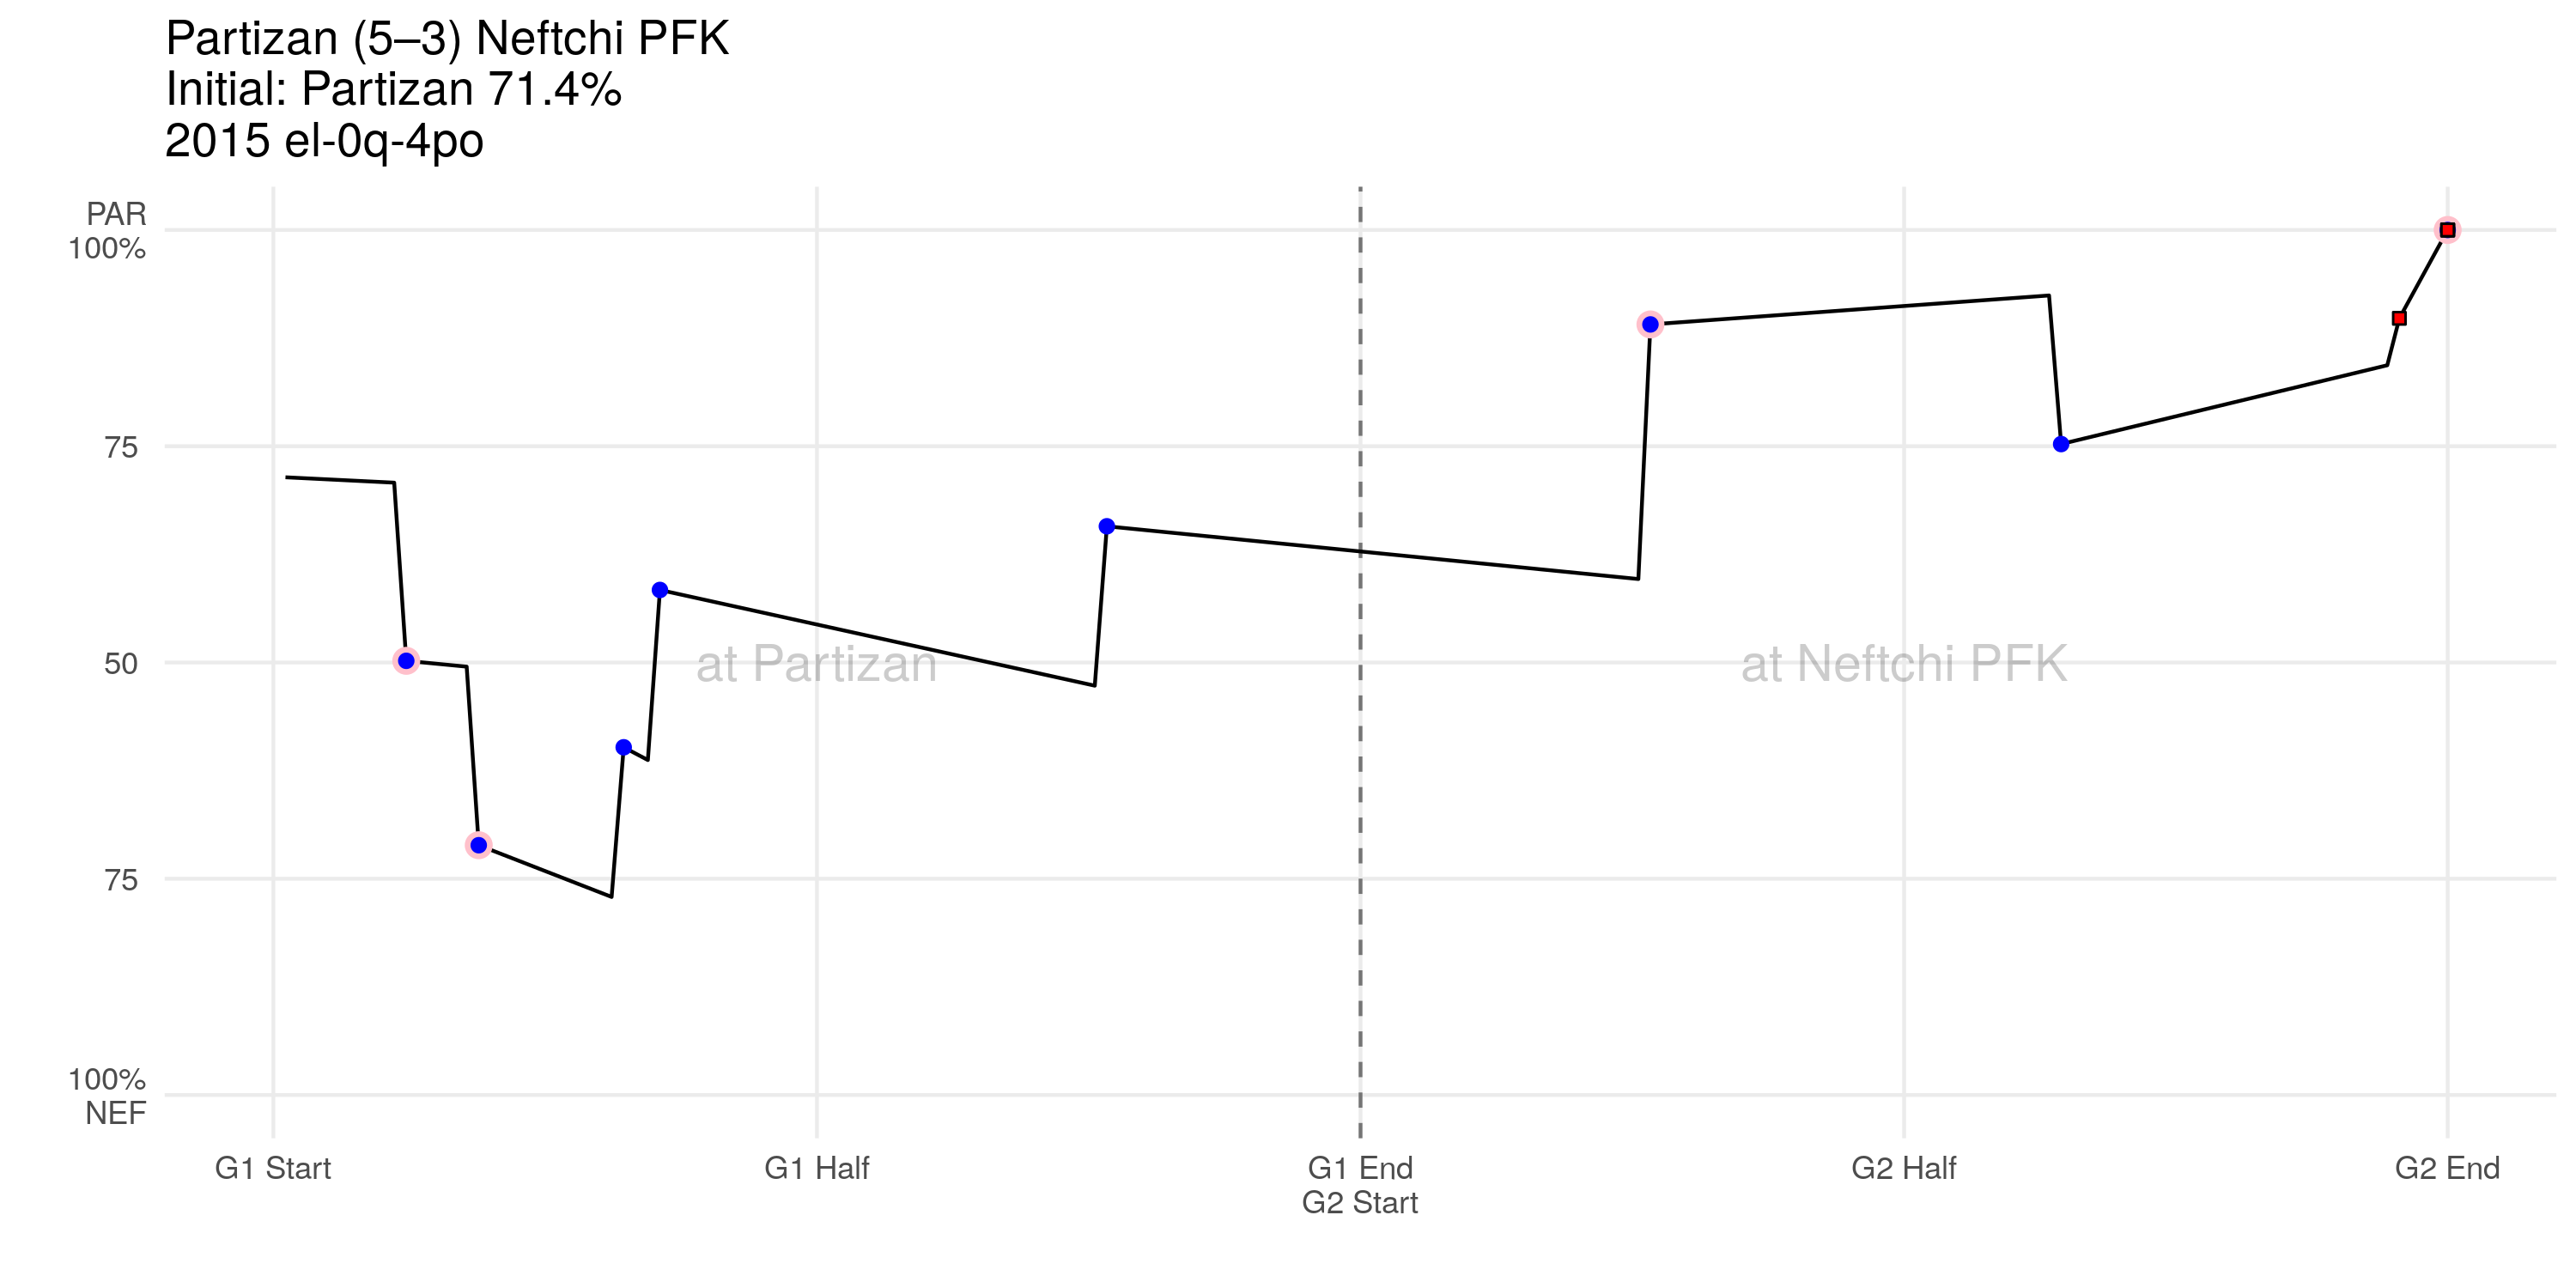 Partizan (5–3) Neftchi PFK
Initial: Partizan 71.4%
2015 el-0q-4po
PAR
100%
75
50
75
100%
NEF
at Partizan
at Neftchi PFK
G1 Start
G1 Half
G1 End
G2 Start
G2 Half
G2 End